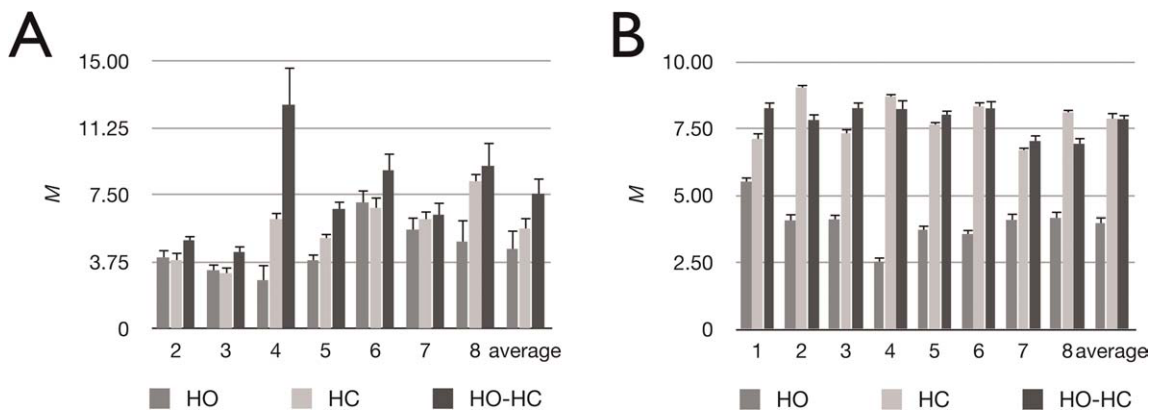 A
15.00
11.25
7.50
3.75
0
M
2 3 4 5 6 7 8 average
HO HC HO-HC
B
10.00
7.50
5.00
2.50
0
M
1 2 3 4 5 6 7 8 average
HO HC HO-HC